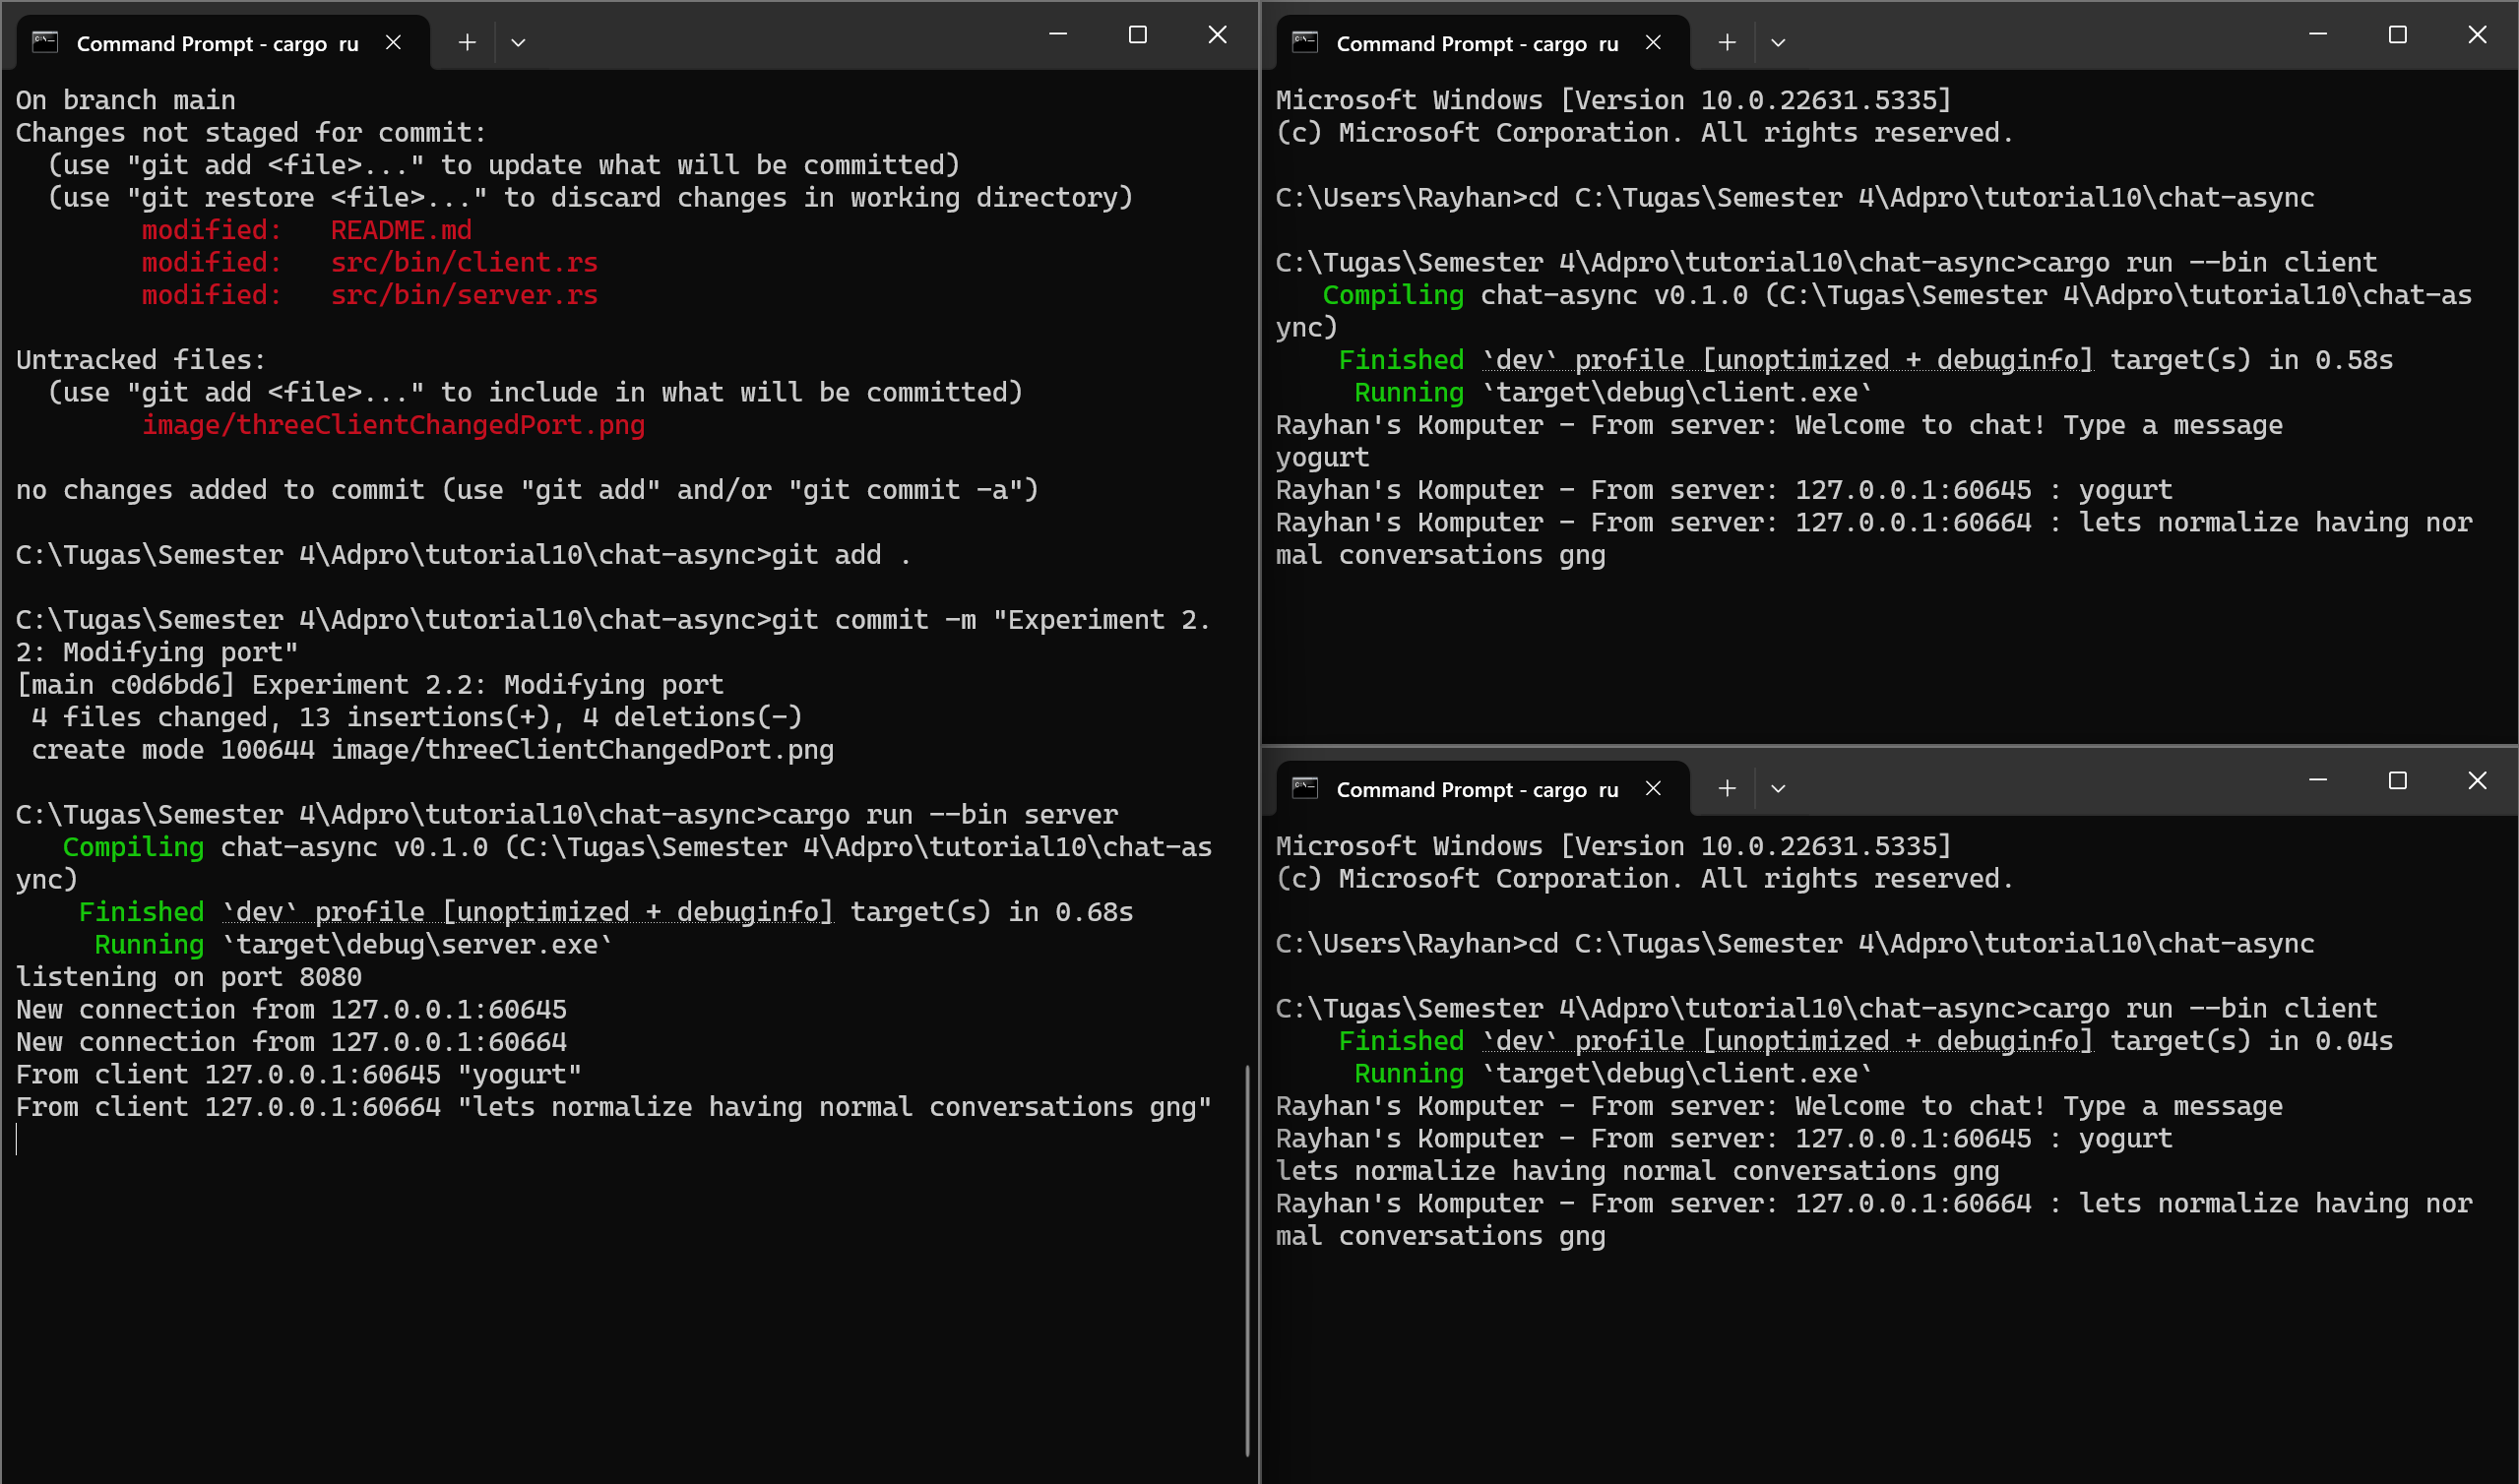 Command Prompt - cargo  ru
On branch main
Changes not staged for commit:
  (use "git add <file>..." to update what will be committed)
  (use "git restore <file>..." to discard changes in working directory)
        modified:   README.md
        modified:   src/bin/client.rs
        modified:   src/bin/server.rs
Untracked files:
  (use "git add <file>..." to include in what will be committed)
        image/threeClientChangedPort.png
no changes added to commit (use "git add" and/or "git commit -a")
C:\Tugas\Semester 4\Adpro\tutorial10\chat-async>git add .
C:\Tugas\Semester 4\Adpro\tutorial10\chat-async>git commit -m "Experiment 2.
2: Modifying port"
[main c0d6bd6] Experiment 2.2: Modifying port
 4 files changed, 13 insertions(+), 4 deletions(-)
 create mode 100644 image/threeClientChangedPort.png
C:\Tugas\Semester 4\Adpro\tutorial10\chat-async>cargo run --bin server
   Compiling chat-async v0.1.0 (C:\Tugas\Semester 4\Adpro\tutorial10\chat-as
ync)
    Finished `dev` profile [unoptimized + debuginfo] target(s) in 0.68s
     Running `target\debug\server.exe`
listening on port 8080
New connection from 127.0.0.1:60645
New connection from 127.0.0.1:60664
From client 127.0.0.1:60645 "yogurt"
From client 127.0.0.1:60664 "lets normalize having normal conversations gng"
Command Prompt - cargo  ru
Microsoft Windows [Version 10.0.22631.5335]
(c) Microsoft Corporation. All rights reserved.
C:\Users\Rayhan>cd C:\Tugas\Semester 4\Adpro\tutorial10\chat-async
C:\Tugas\Semester 4\Adpro\tutorial10\chat-async>cargo run --bin client
   Compiling chat-async v0.1.0 (C:\Tugas\Semester 4\Adpro\tutorial10\chat-as
ync)
    Finished `dev` profile [unoptimized + debuginfo] target(s) in 0.58s
     Running `target\debug\client.exe`
Rayhan's Komputer - From server: Welcome to chat! Type a message
yogurt
Rayhan's Komputer - From server: 127.0.0.1:60645 : yogurt
Rayhan's Komputer - From server: 127.0.0.1:60664 : lets normalize having nor
mal conversations gng
Command Prompt - cargo  ru
Microsoft Windows [Version 10.0.22631.5335]
(c) Microsoft Corporation. All rights reserved.
C:\Users\Rayhan>cd C:\Tugas\Semester 4\Adpro\tutorial10\chat-async
C:\Tugas\Semester 4\Adpro\tutorial10\chat-async>cargo run --bin client
    Finished `dev` profile [unoptimized + debuginfo] target(s) in 0.04s
     Running `target\debug\client.exe`
Rayhan's Komputer - From server: Welcome to chat! Type a message
Rayhan's Komputer - From server: 127.0.0.1:60645 : yogurt
lets normalize having normal conversations gng
Rayhan's Komputer - From server: 127.0.0.1:60664 : lets normalize having nor
mal conversations gng